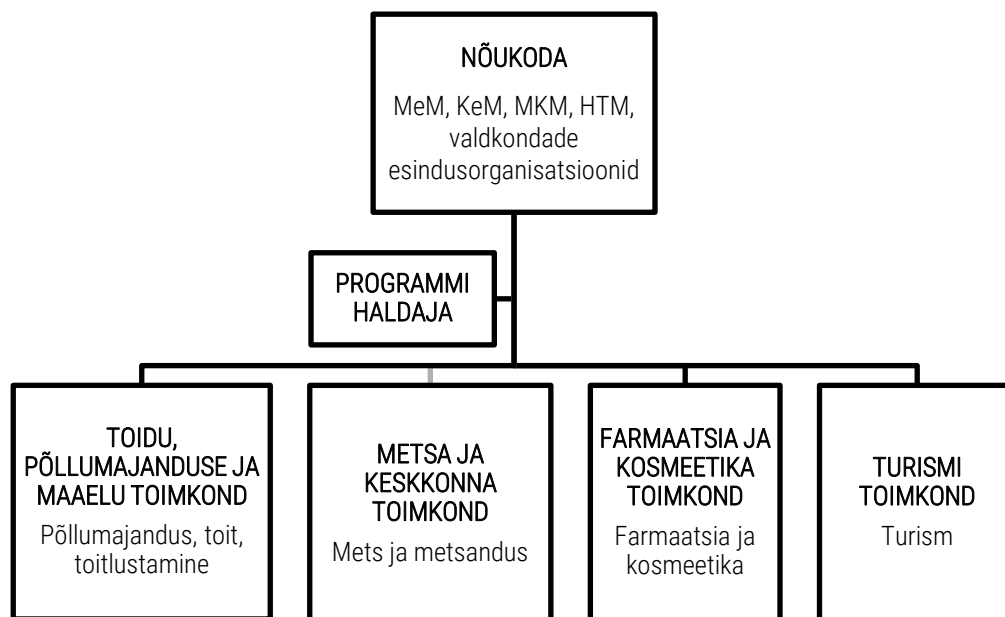 NÕUKODA
MeM, KeM, MKM, HTM,
valdkondade
esindusorganisatsioonid
PROGRAMMI
HALDAJA
TOIDU,
PÕLLUMAJANDUSE JA
MAAELU TOIMKOND
Põllumajandus, toit,
toitlustamine
METSA JA
KESKKONNA
TOIMKOND
Mets ja metsandus
FARMAATSIA JA
KOSMEETIKA
TOIMKOND
Farmaatsia ja
kosmeetika
TURISMI
TOIMKOND
Turism